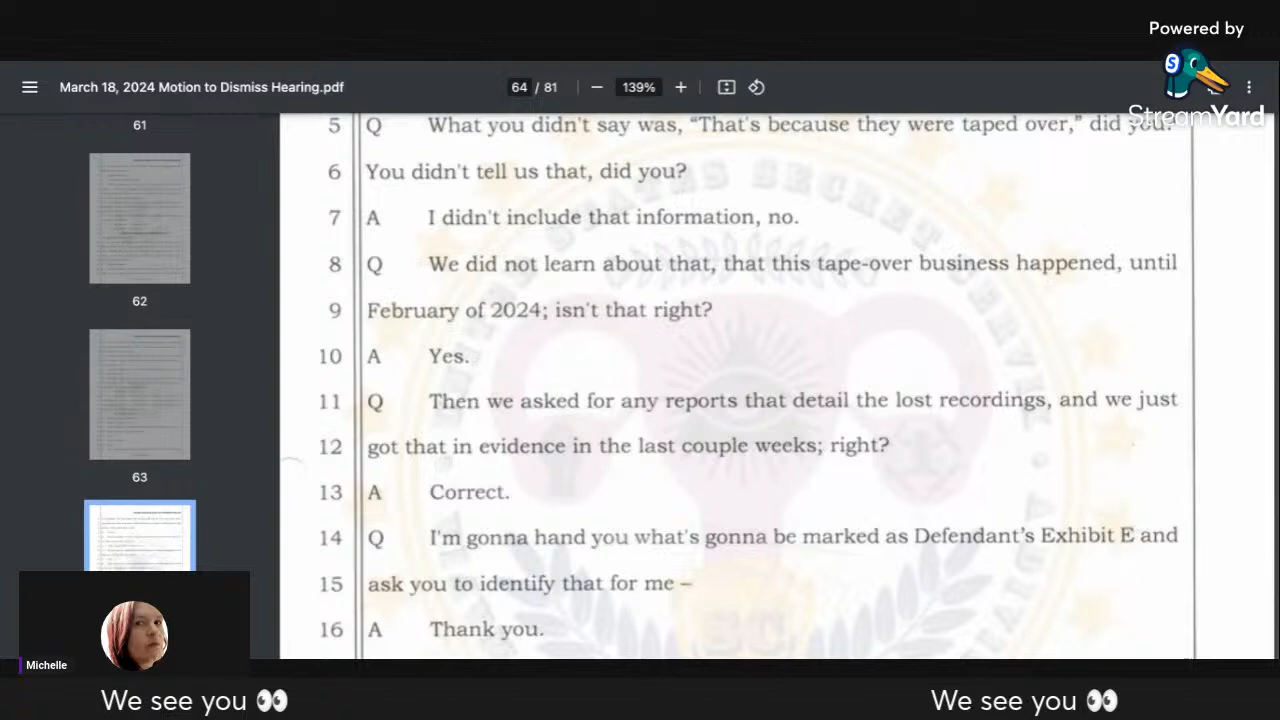 Powered by
StreamYard
March 18, 2024 Motion to Dismiss Hearing.pdf
64 / 81
139%
61
62
63
5 Q What you didn't say was, “That's because they were taped over,” did you.
6 You didn't tell us that, did you?
7 A I didn't include that information, no.
8 Q We did not learn about that, that this tape-over business happened, until
9 February of 2024; isn't that right?
10 A Yes.
11 Q Then we asked for any reports that detail the lost recordings, and we just
12 got that in evidence in the last couple weeks; right?
13 A Correct.
14 Q I'm gonna hand you what's gonna be marked as Defendant’s Exhibit E and
15 ask you to identify that for me –
16 A Thank you.
Michelle
We see you 👀
We see you 👀